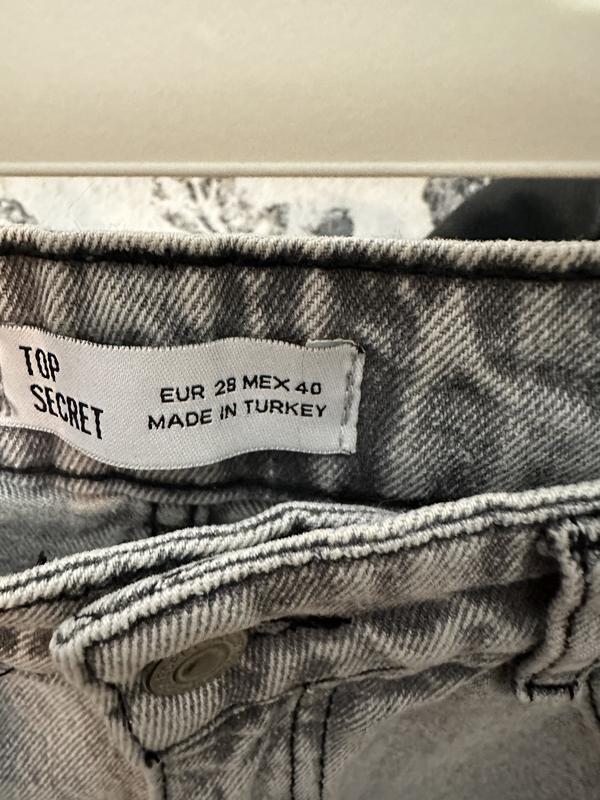 TOP
SECRET
EUR 28 MEX 40
MADE IN TURKEY